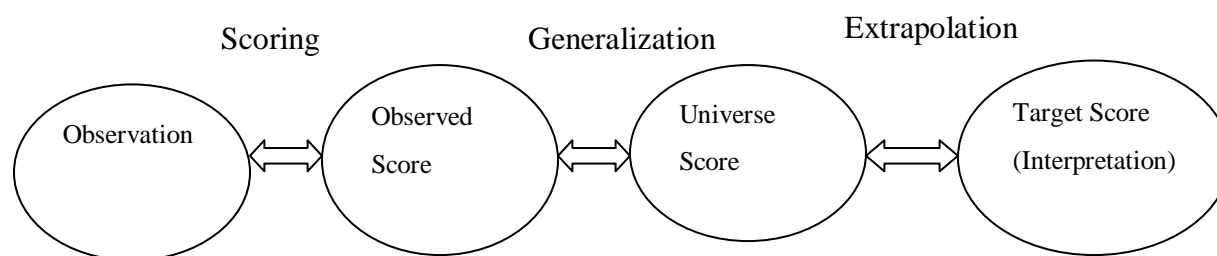 Scoring
Generalization
Extrapolation
Observation
Observed
Score
Universe
Score
Target Score
(Interpretation)